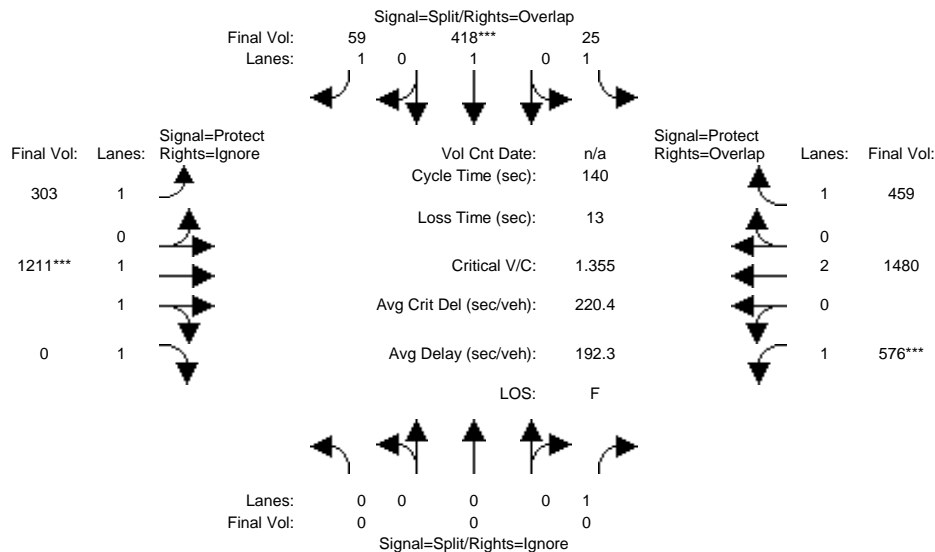 Signal=Split/Rights=Overlap
Final Vol: 59 418*** 25
Lanes: 1 0 1 0 1
Signal=Protect
Final Vol: Lanes: Rights=Ignore
Vol Cnt Date: n/a
Signal=Protect
Rights=Overlap Lanes: Final Vol:
Cycle Time (sec): 140
303 1
1 459
Loss Time (sec): 13
0
0
1211*** 1
Critical V/C: 1.355
2 1480
1
Avg Crit Del (sec/veh): 220.4
0
0 1
Avg Delay (sec/veh): 192.3
1 576***
LOS: F
Lanes: 0 0 0 0 1
Final Vol: 0 0 0
Signal=Split/Rights=Ignore